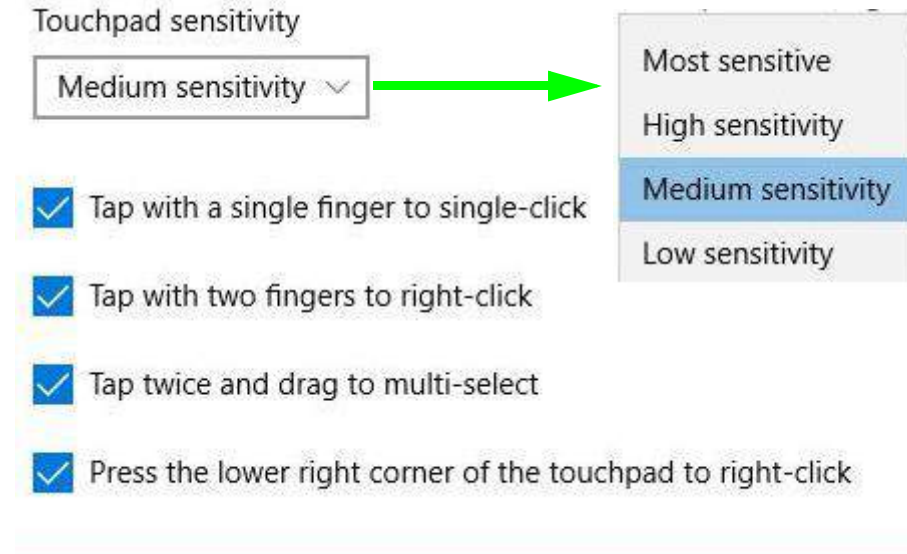 Touchpad sensitivity
Medium sensitivity
Most sensitive
High sensitivity
Medium sensitivity
Low sensitivity
Tap with a single finger to single-click
Tap with two fingers to right-click
Tap twice and drag to multi-select
Press the lower right corner of the touchpad to right-click